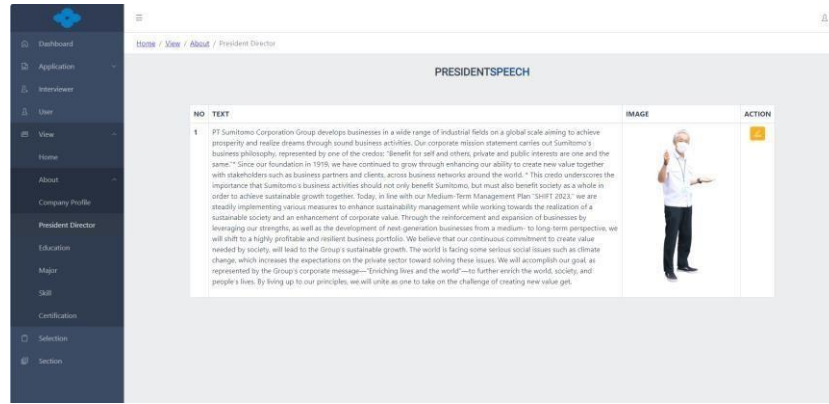 Dashboard
Application
Interviewer
User
View
Home
About
Company Profile
President Director
Education
Major
Skill
Certification
Selection
Section
Home / View / About / President Director
PRESIDENTSPEECH
NO TEXT IMAGE ACTION
1 PT Sumitomo Corporation Group develops businesses in a wide range of industrial fields on a global scale aiming to achieve
prosperity and realize dreams through sound business activities. Our corporate mission statement carries out Sumitomo's
business philosophy, represented by one of the credos: "Benefit for self and others, private and public interests are one and the
same."* Since our foundation in 1919, we have continued to grow through enhancing our ability to create new value together
with stakeholders such as business partners and clients, across business networks around the world. * This credo underscores the
importance that Sumitomo's business activities should not only benefit Sumitomo, but must also benefit society as a whole in
order to achieve sustainable growth together. Today, in line with our Medium-Term Management Plan "SHIFT 2023," we are
steadily implementing various measures to enhance sustainability management while working towards the realization of a
sustainable society and an enhancement of corporate value. Through the reinforcement and expansion of businesses by
leveraging our strengths, as well as the development of next-generation businesses from a medium- to long-term perspective, we
will shift to a highly profitable and resilient business portfolio. We believe that our continuous commitment to create value
needed by society, will lead to the Group's sustainable growth. The world is facing some serious social issues such as climate
change, which increases the expectations on the private sector toward solving these issues. We will accomplish our goal, as
represented by the Group's corporate message—"Enriching lives and the world"—to further enrich the world, society, and
people's lives. By living up to our principles, we will unite as one to take on the challenge of creating new value get.